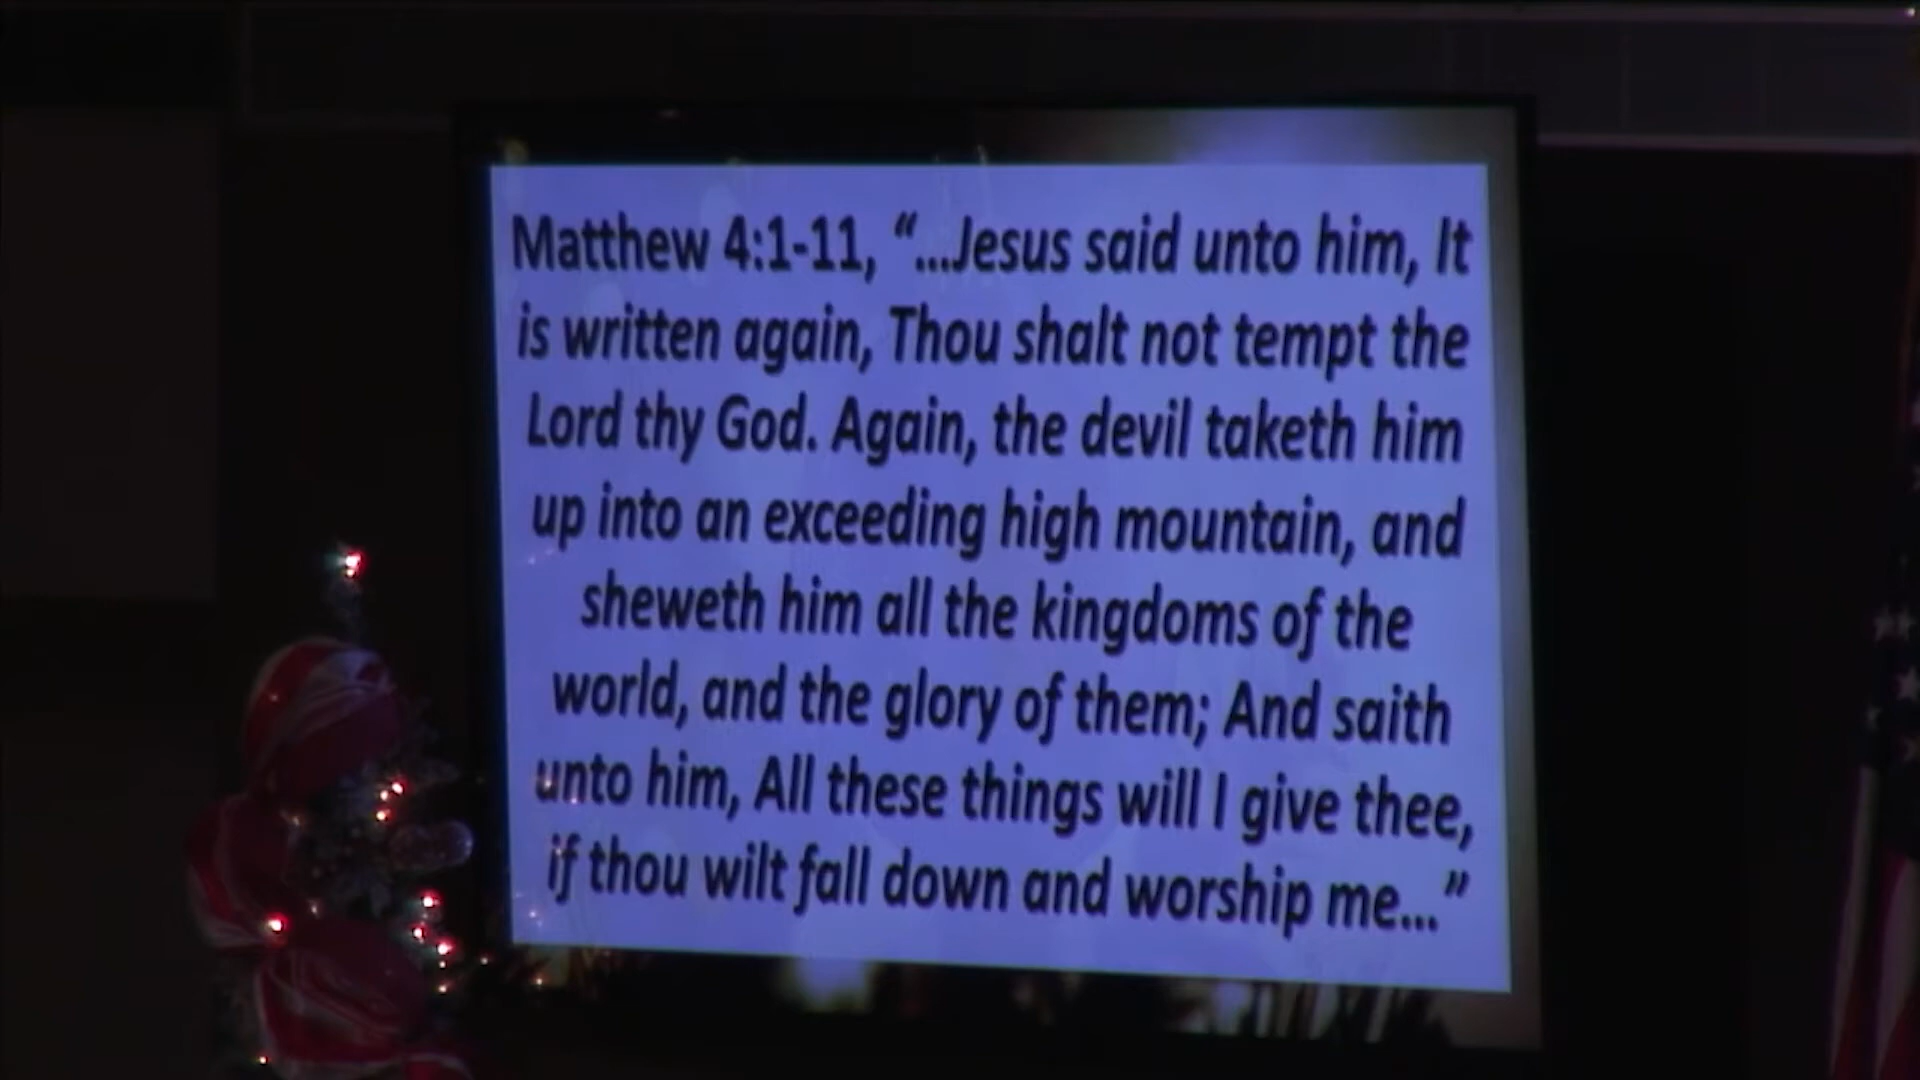 Matthew 4:1-11, “...Jesus said unto him, It
is written again, Thou shalt not tempt the
Lord thy God. Again, the devil taketh him
up into an exceeding high mountain, and
sheweth him all the kingdoms of the
world, and the glory of them; And saith
unto him, All these things will I give thee,
if thou wilt fall down and worship me...”